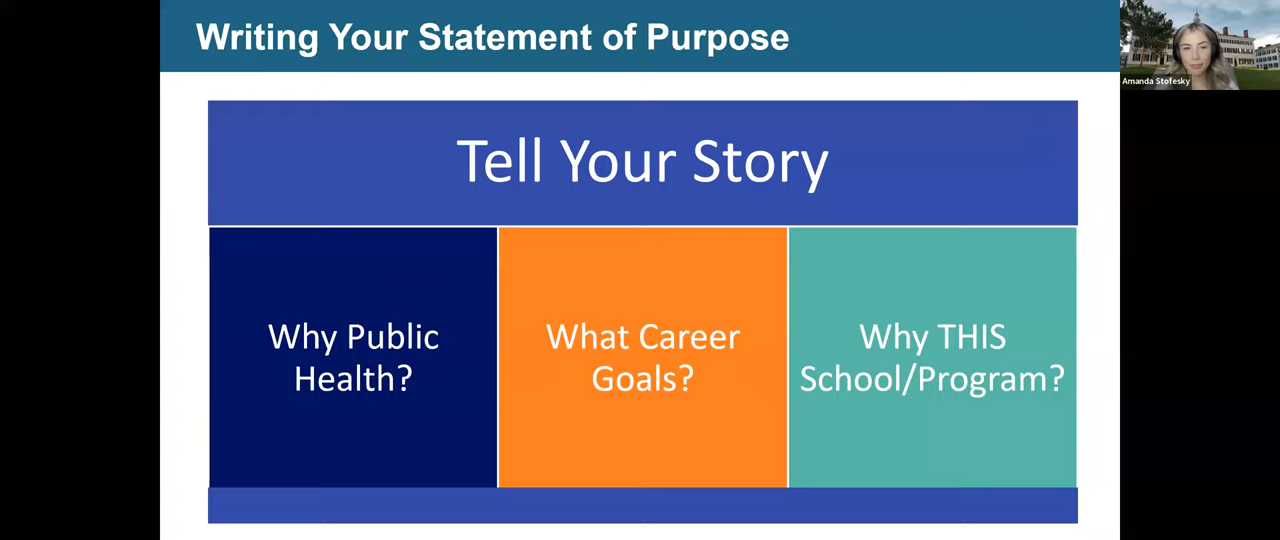 Writing Your Statement of Purpose
Amanda Stofesky
Tell Your Story
Why Public
Health?
What Career
Goals?
Why THIS
School/Program?